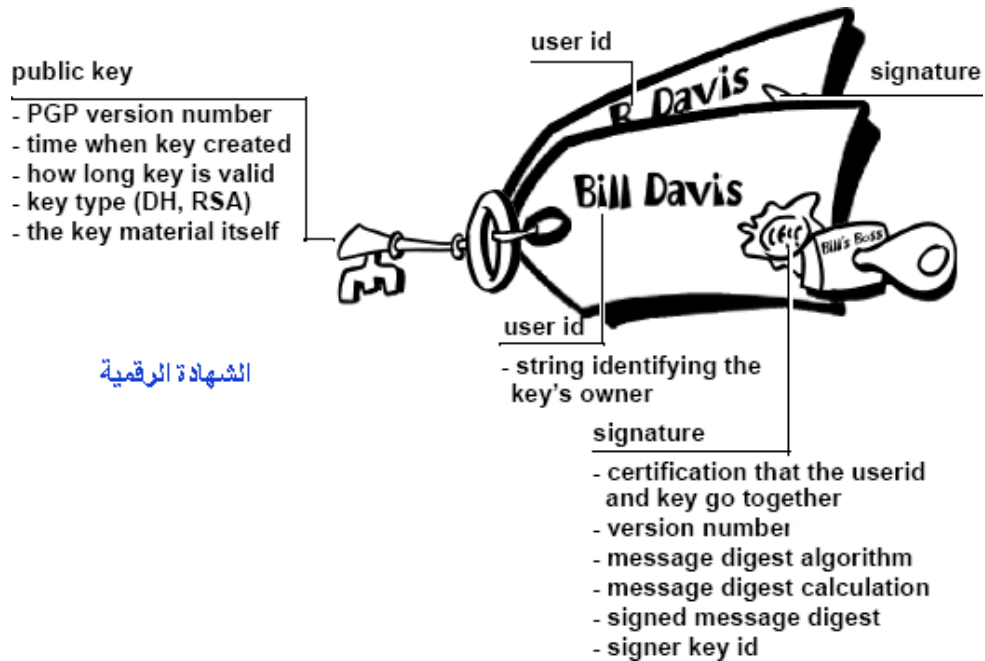 public key
- PGP version number
- time when key created
- how long key is valid
- key type (DH, RSA)
- the key material itself
user id
B. Davis
signature
Bill Davis
Bill's Boss
user id
- string identifying the
key's owner
signature
- certification that the userid
and key go together
- version number
- message digest algorithm
- message digest calculation
- signed message digest
- signer key id
الشهادة الرقمية